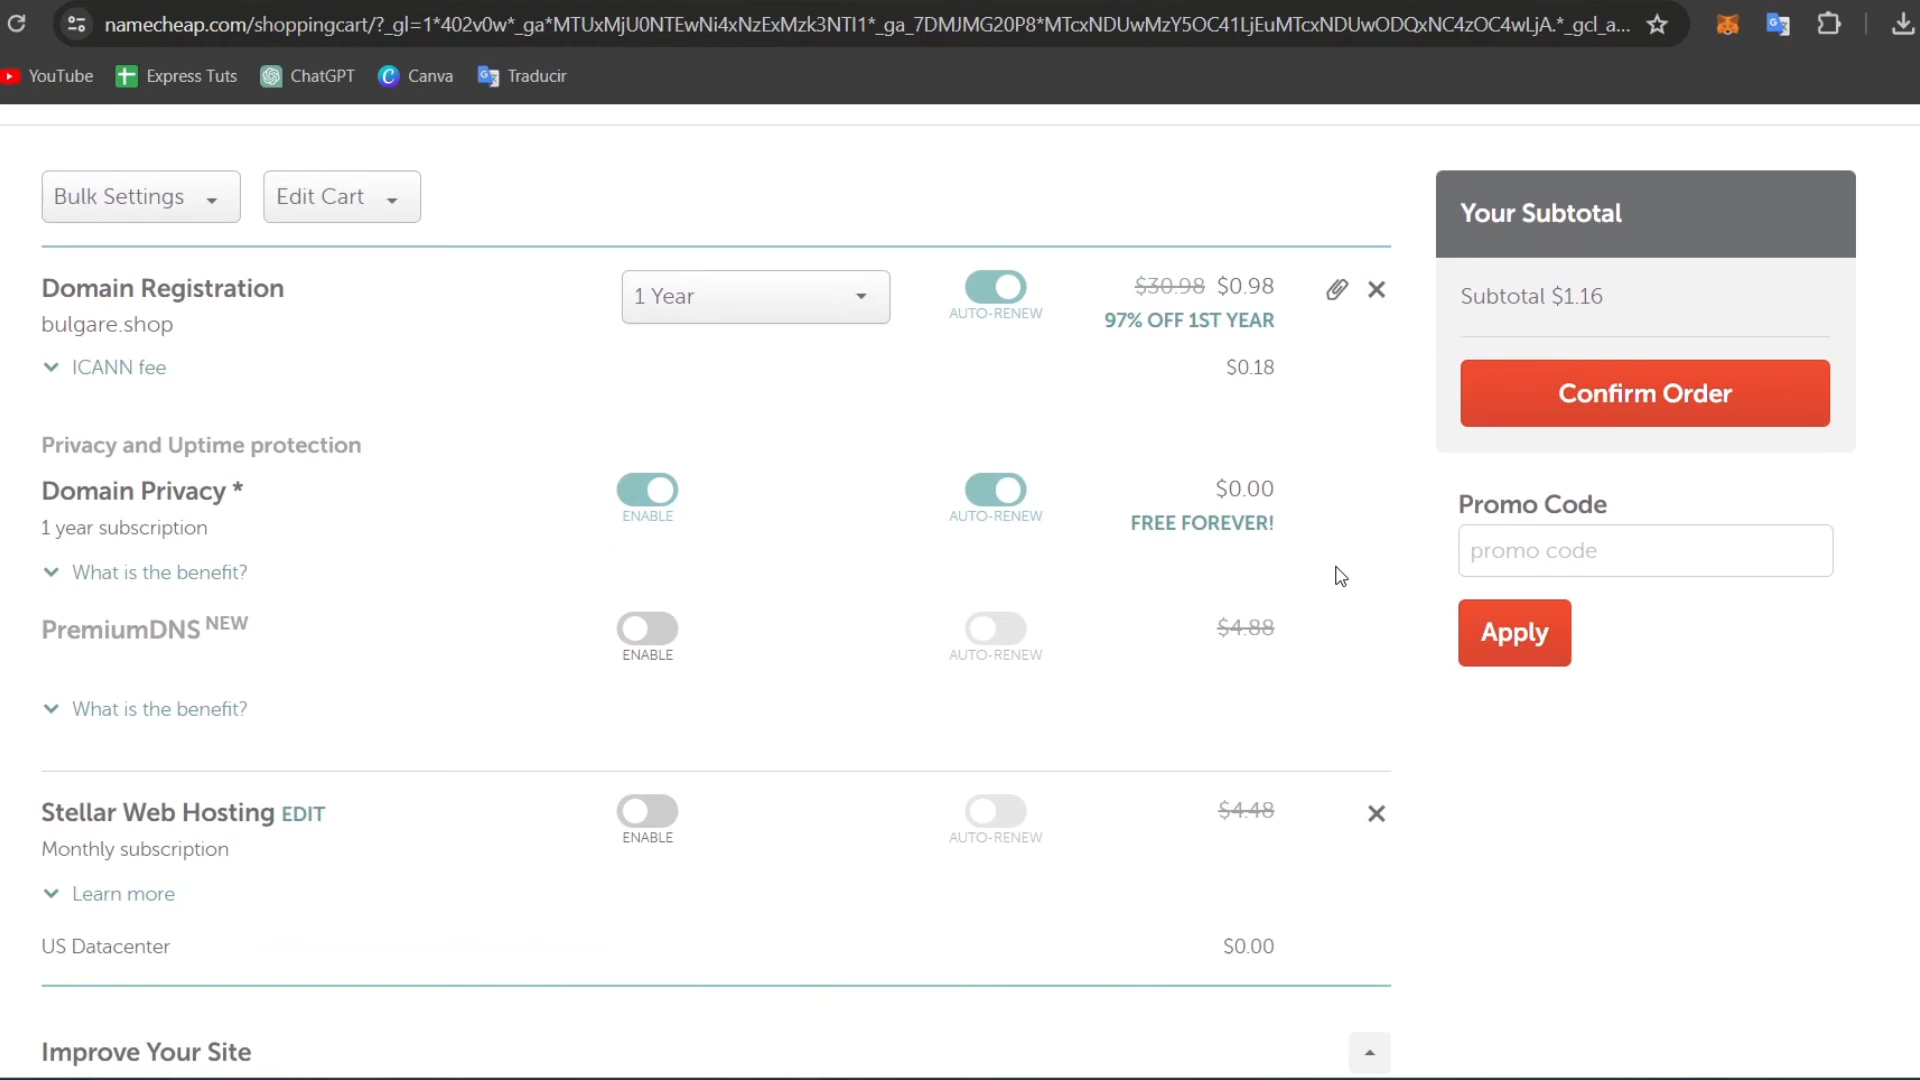 namecheap.com/shoppingcart/?_gl=1*402v0w*_ga*MTUxMjU0NTEwNi4xNzExMzk3NTI1*_ga_7DMJMG20P8*MTcxNDUwMzY5OC41LjEuMTcxNDUwODQxNC4zOC4wLjA.*_gcl_a...
YouTube Express Tuts ChatGPT Canva Traducir
Bulk Settings Edit Cart
Your Subtotal
Domain Registration 1 Year $30.98 $0.98
Subtotal $1.16
AUTO-RENEW
bulgare.shop 97% OFF 1ST YEAR
ICANN fee $0.18
Confirm Order
Privacy and Uptime protection
Domain Privacy * $0.00
ENABLE AUTO-RENEW
1 year subscription FREE FOREVER!
Promo Code
promo code
What is the benefit?
PremiumDNS NEW $4.88
ENABLE AUTO-RENEW
Apply
What is the benefit?
Stellar Web Hosting EDIT $4.48
ENABLE AUTO-RENEW
Monthly subscription
Learn more
US Datacenter $0.00
Improve Your Site